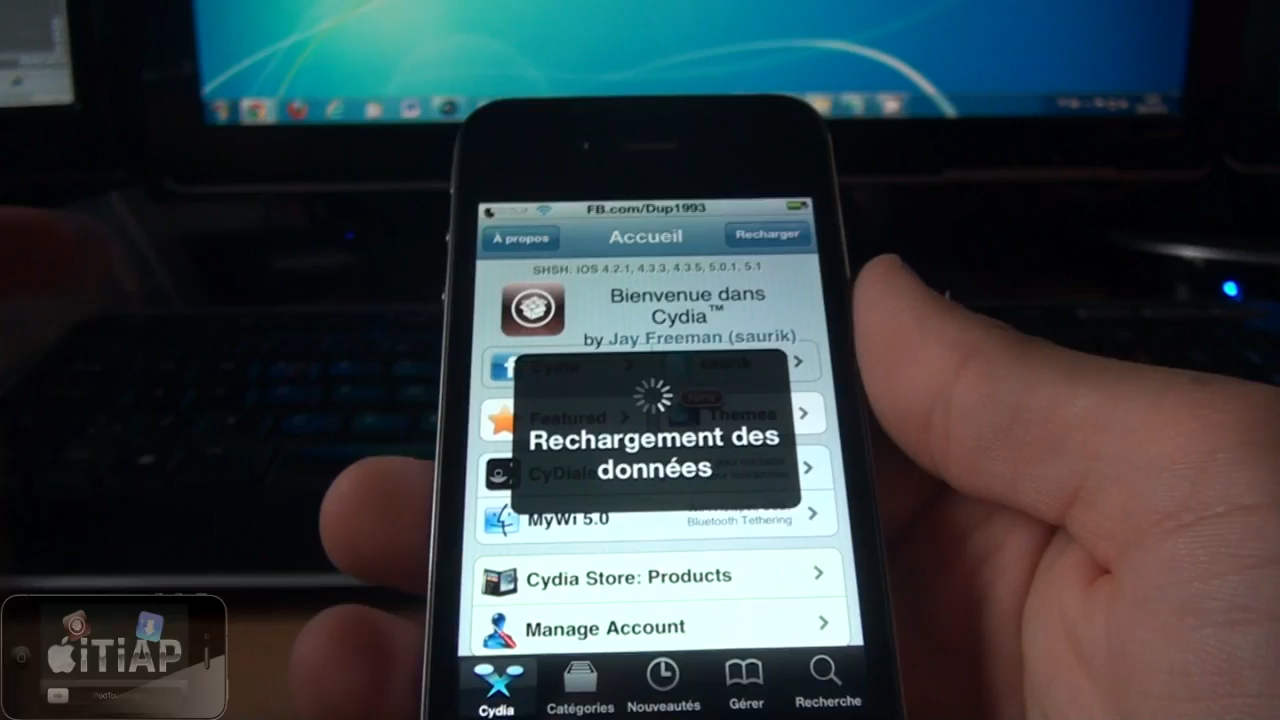 FB.com/Dup1993
À propos
Accueil
Recharger
SHSH: iOS 4.2.1, 4.3.3, 4.3.5, 5.0.1, 5.1
Bienvenue dans
Cydia™
by Jay Freeman (saurik)
Featured
New
Themes
Rechargement des
données
MyWi 5.0
Bluetooth Tethering
Cydia Store: Products
Manage Account
Cydia
Catégories
Nouveautés
Gérer
Recherche
iTiAP